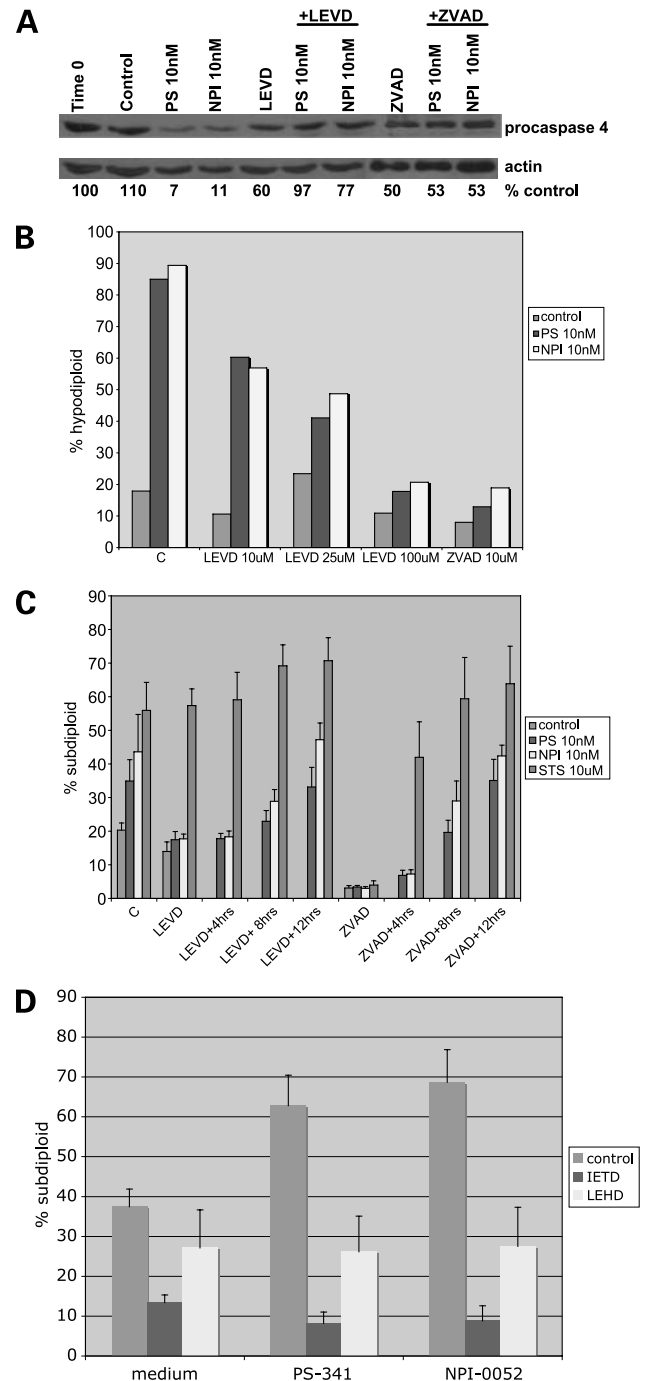 A
+LEVD
+ZVAD
Time 0
Control
PS 10nM
NPI 10nM
LEVD
PS 10nM
NPI 10nM
ZVAD
PS 10nM
NPI 10nM
procaspase 4
actin
100 110 7 11 60 97 77 50 53 53 % control
B
% hypodiploid
100
90
80
70
60
50
40
30
20
10
0
C LEVD 10uM LEVD 25uM LEVD 100uM ZVAD 10uM
control
PS 10nM
NPI 10nM
C
% subdiploid
90
80
70
60
50
40
30
20
10
0
C
LEVD
LEVD+4hrs
LEVD+ 8hrs
LEVD+12hrs
ZVAD
ZVAD+4hrs
ZVAD+8hrs
ZVAD+12hrs
control
PS 10nM
NPI 10nM
STS 10uM
D
% subdiploid
90
80
70
60
50
40
30
20
10
0
medium PS-341 NPI-0052
control
IETD
LEHD